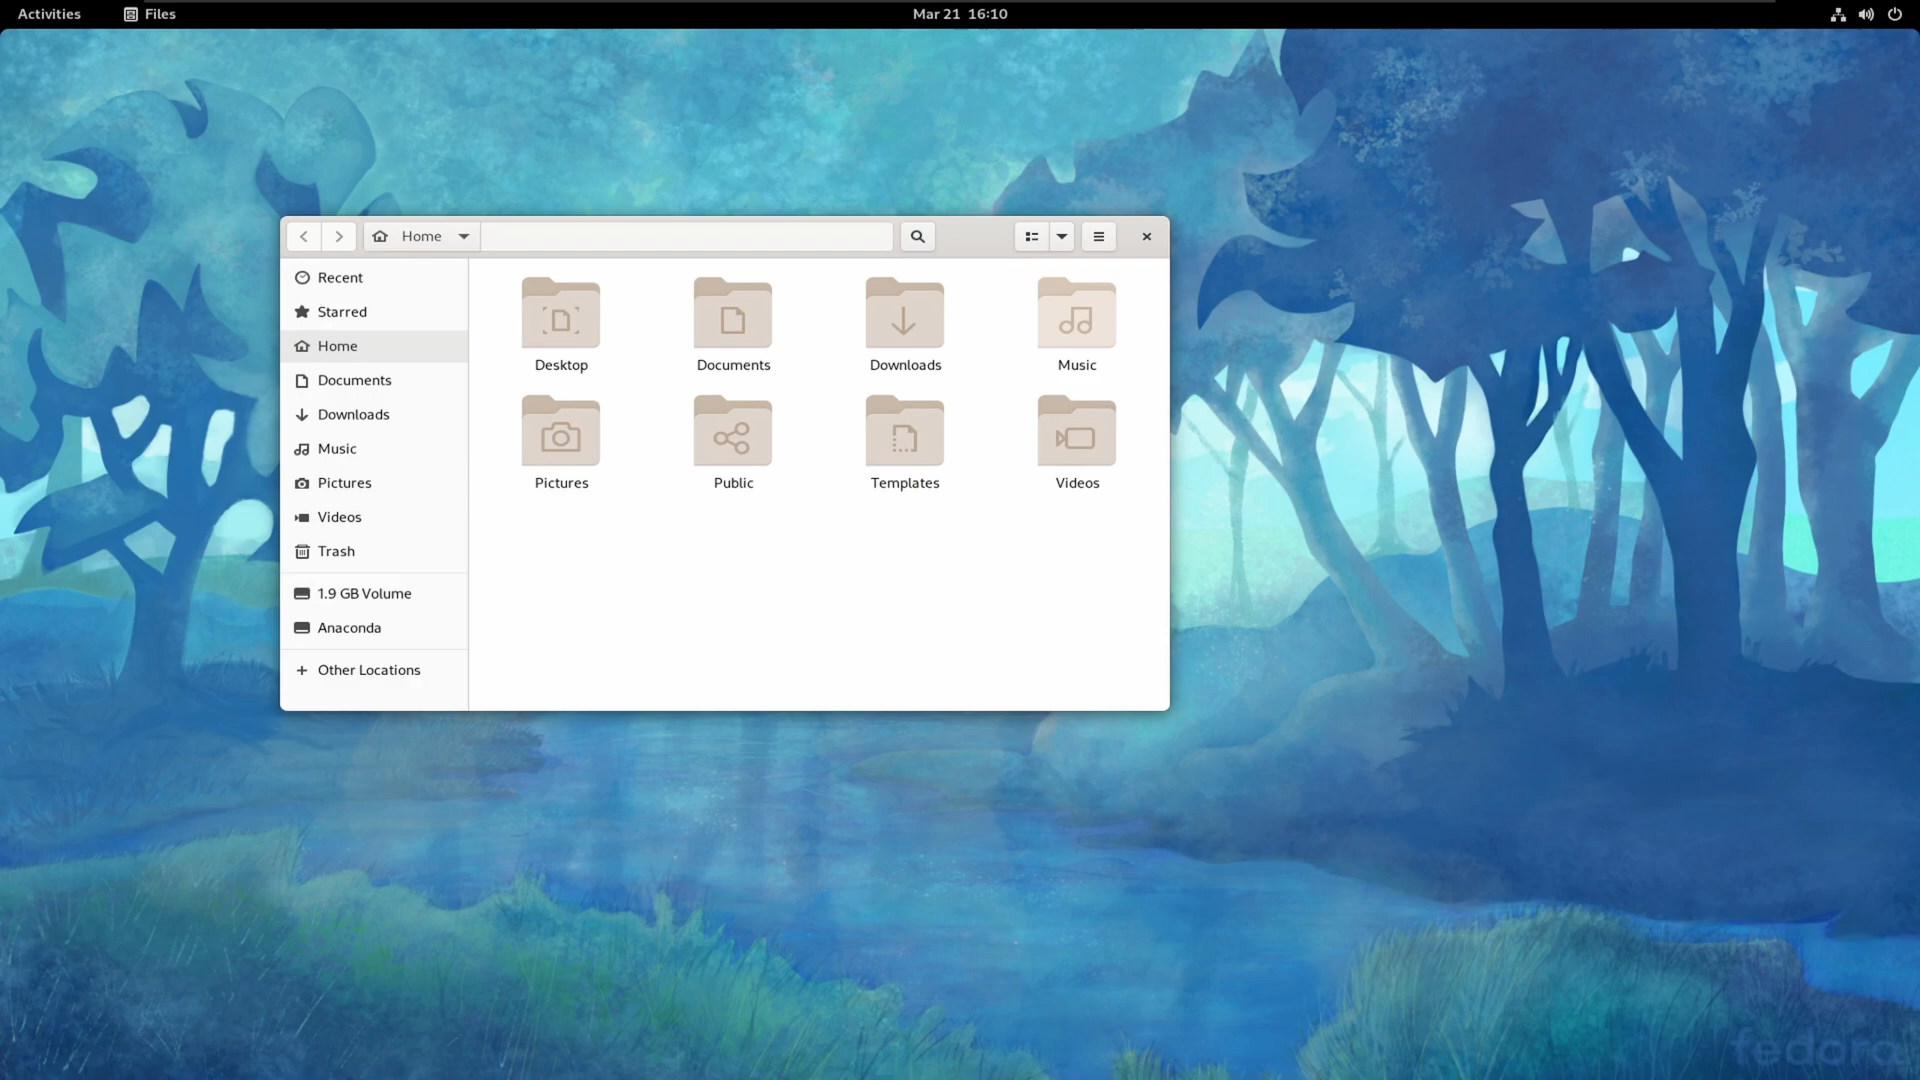 Activities Files Mar 21 16:10
Home
Recent
Starred
Home
Documents
Downloads
Music
Pictures
Videos
Trash
1.9 GB Volume
Anaconda
Other Locations
Desktop Documents Downloads Music
Pictures Public Templates Videos
fedora